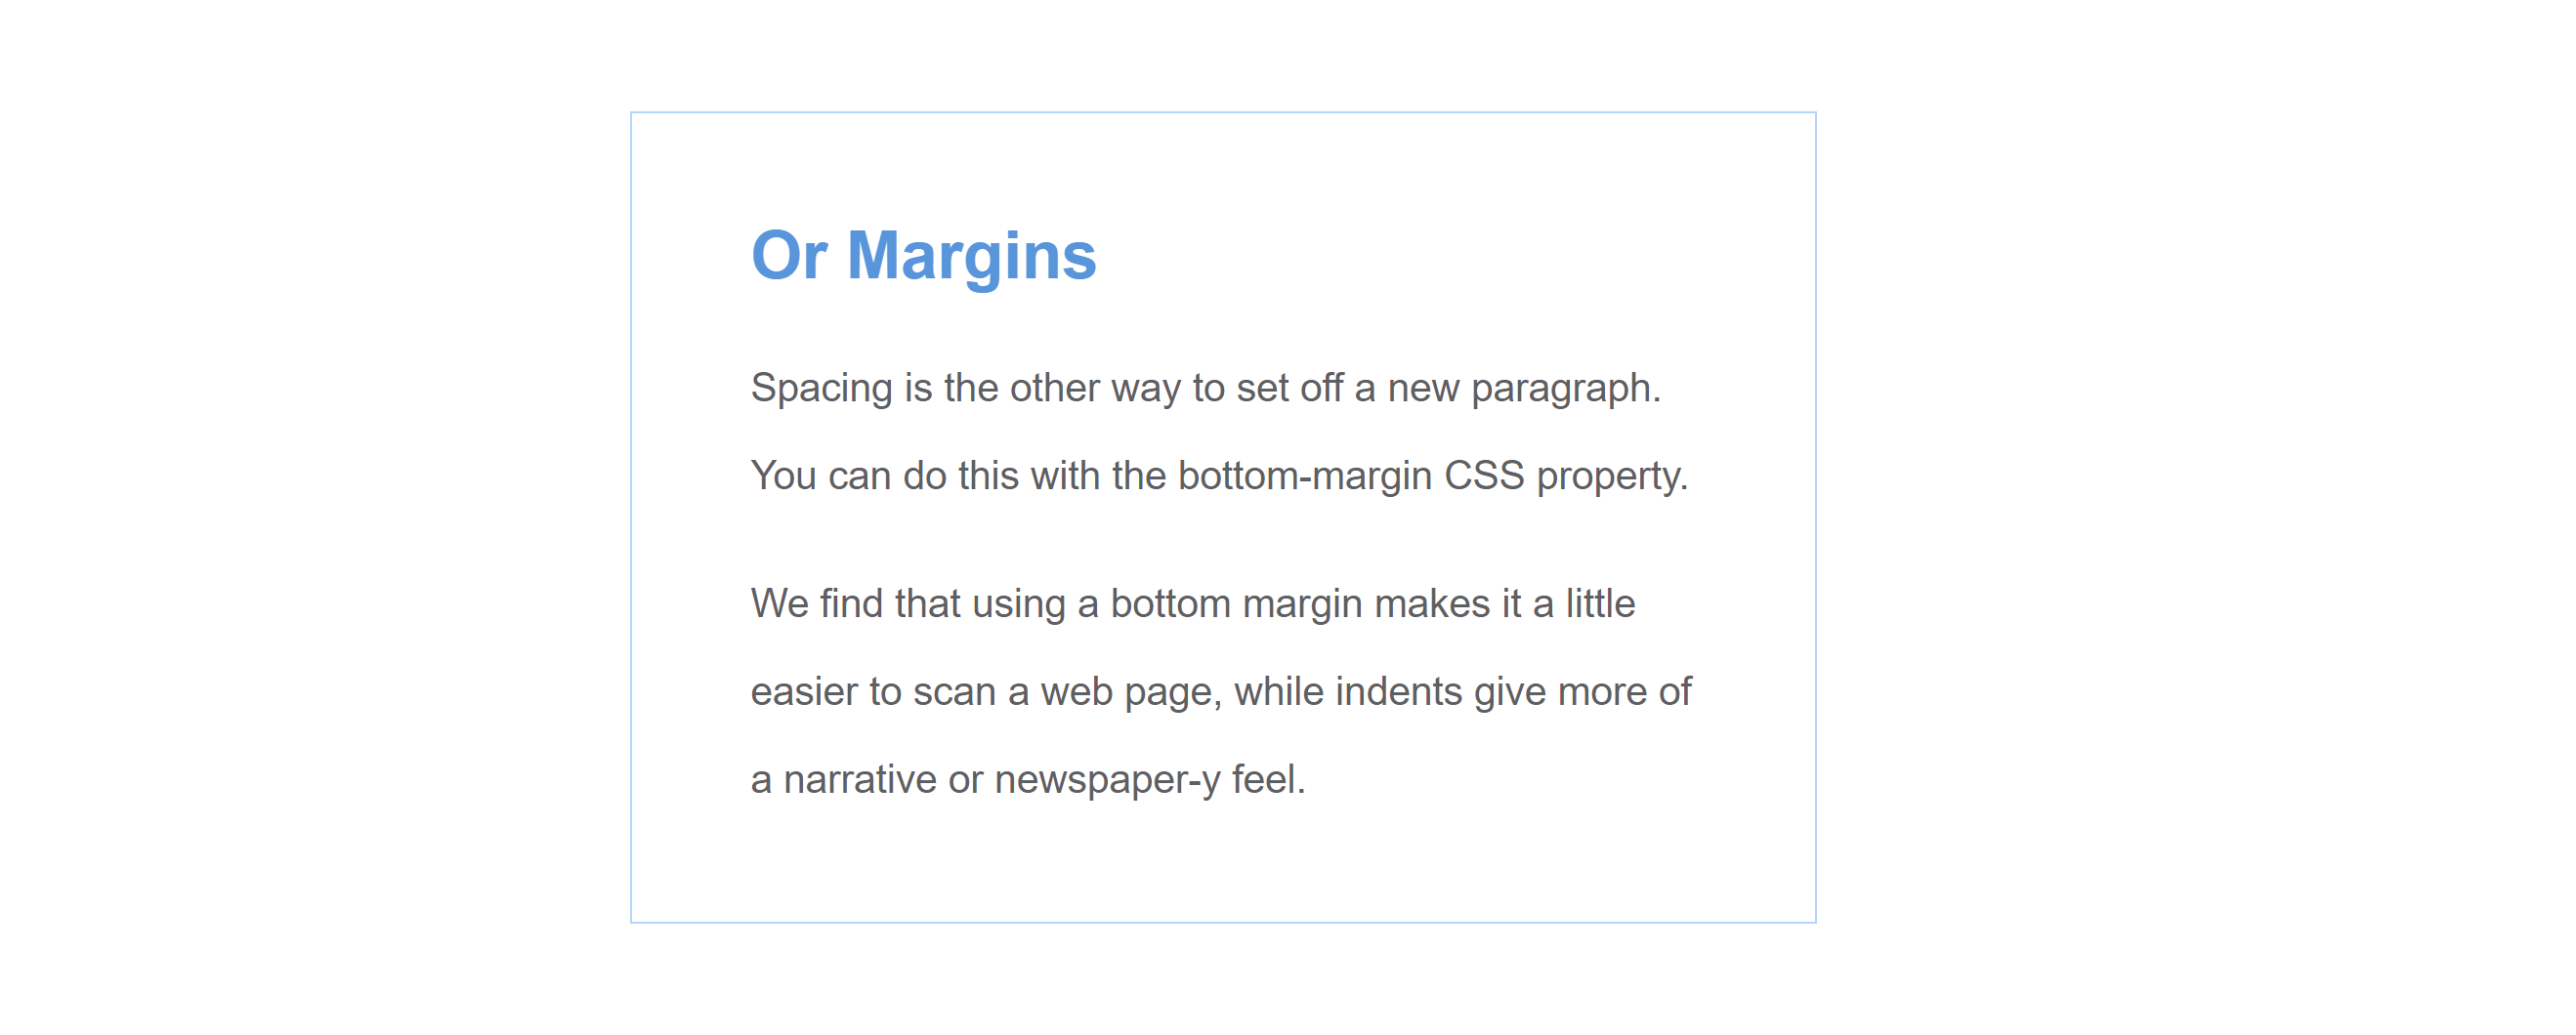 Or Margins
Spacing is the other way to set off a new paragraph.
You can do this with the bottom-margin CSS property.
We find that using a bottom margin makes it a little
easier to scan a web page, while indents give more of
a narrative or newspaper-y feel.